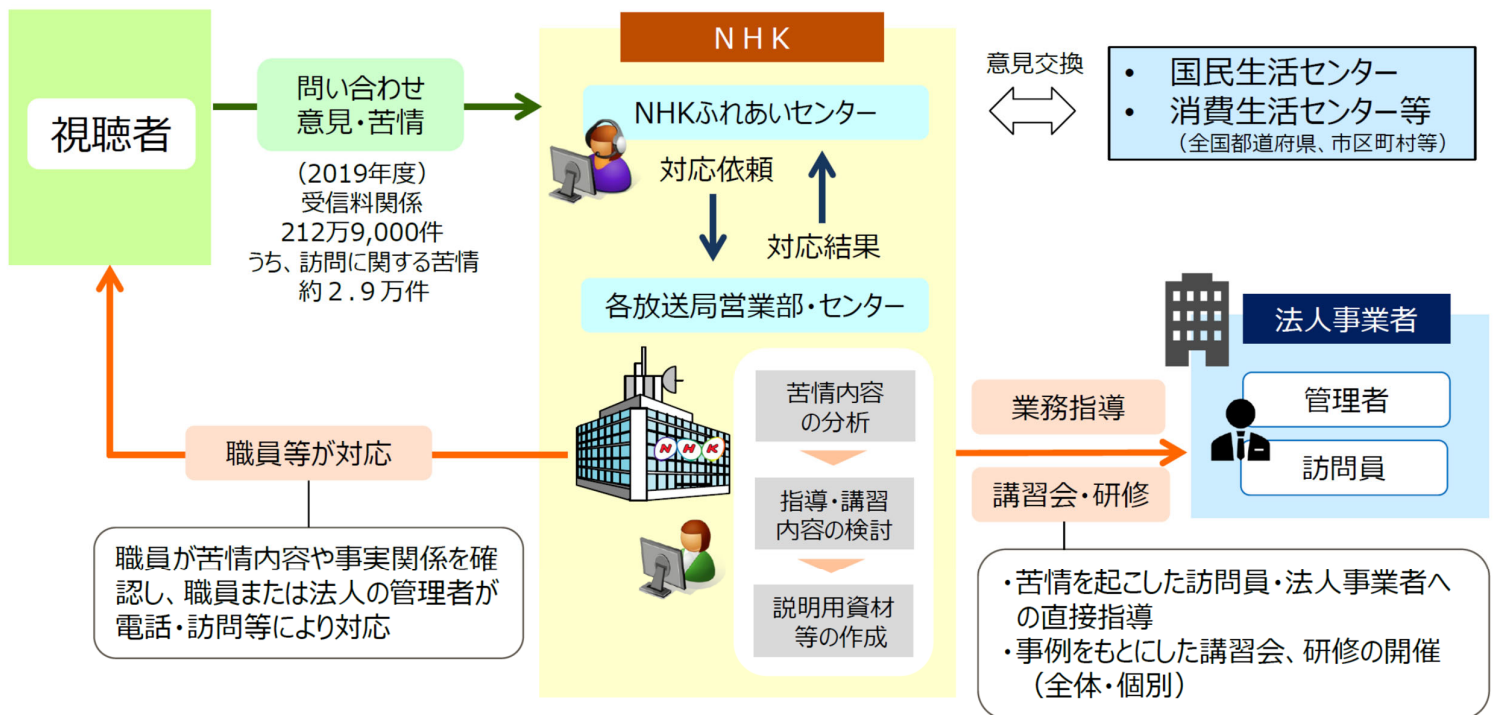 視聴者
問い合わせ
意見・苦情
(2019年度)
受信料関係
212万9,000件
うち、訪問に関する苦情
約２.９万件
NHK
NHKふれあいセンター
対応依頼
対応結果
各放送局営業部・センター
NHK
苦情内容
の分析
指導・講習
内容の検討
説明用資材
等の作成
意見交換
・ 国民生活センター
・ 消費生活センター等
（全国都道府県、市区町村等）
法人事業者
管理者
訪問員
業務指導
講習会・研修
・苦情を起こした訪問員・法人事業者へ
の直接指導
・事例をもとにした講習会、研修の開催
（全体・個別）
職員等が対応
職員が苦情内容や事実関係を確
認し、職員または法人の管理者が
電話・訪問等により対応